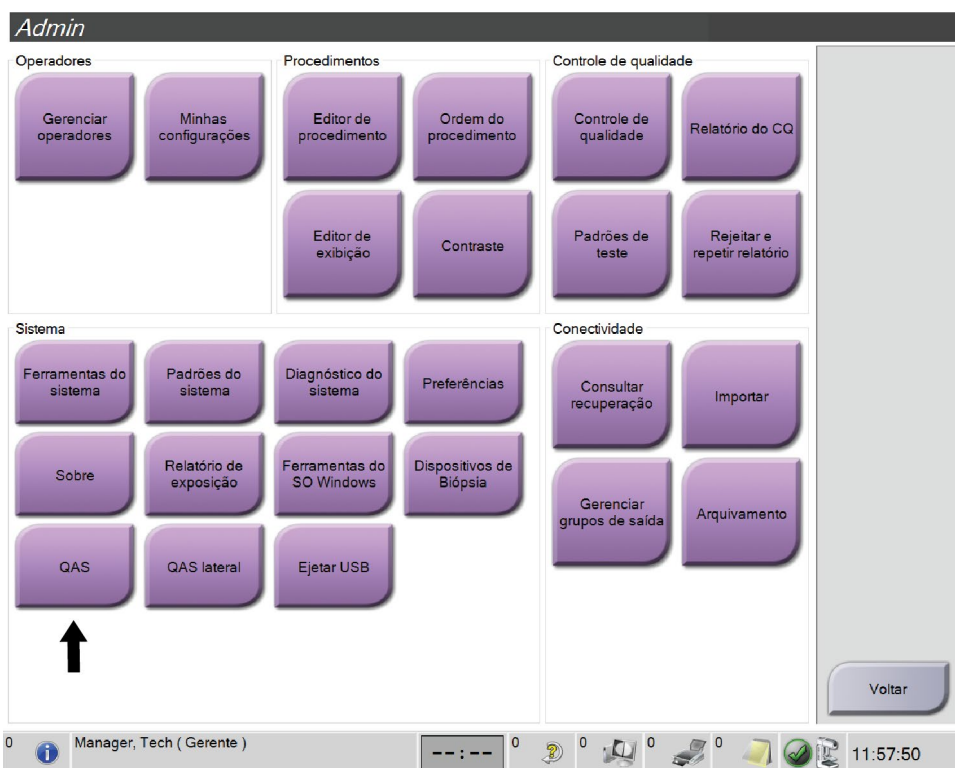 Admin
Operadores
Gerenciar
operadores
Minhas
configurações
Procedimentos
Editor de
procedimento
Ordem do
procedimento
Editor de
exibição
Contraste
Controle de qualidade
Controle de
qualidade
Relatório do CQ
Padrões de
teste
Rejeitar e
repetir relatório
Sistema
Ferramentas do
sistema
Padrões do
sistema
Diagnóstico do
sistema
Preferências
Sobre
Relatório de
exposição
Ferramentas do
SO Windows
Dispositivos de
Biópsia
QAS
QAS lateral
Ejetar USB
Conectividade
Consultar
recuperação
Importar
Gerenciar
grupos de saída
Arquivamento
Voltar
0 Manager, Tech ( Gerente ) --:-- 0 0 0 0 11:57:50